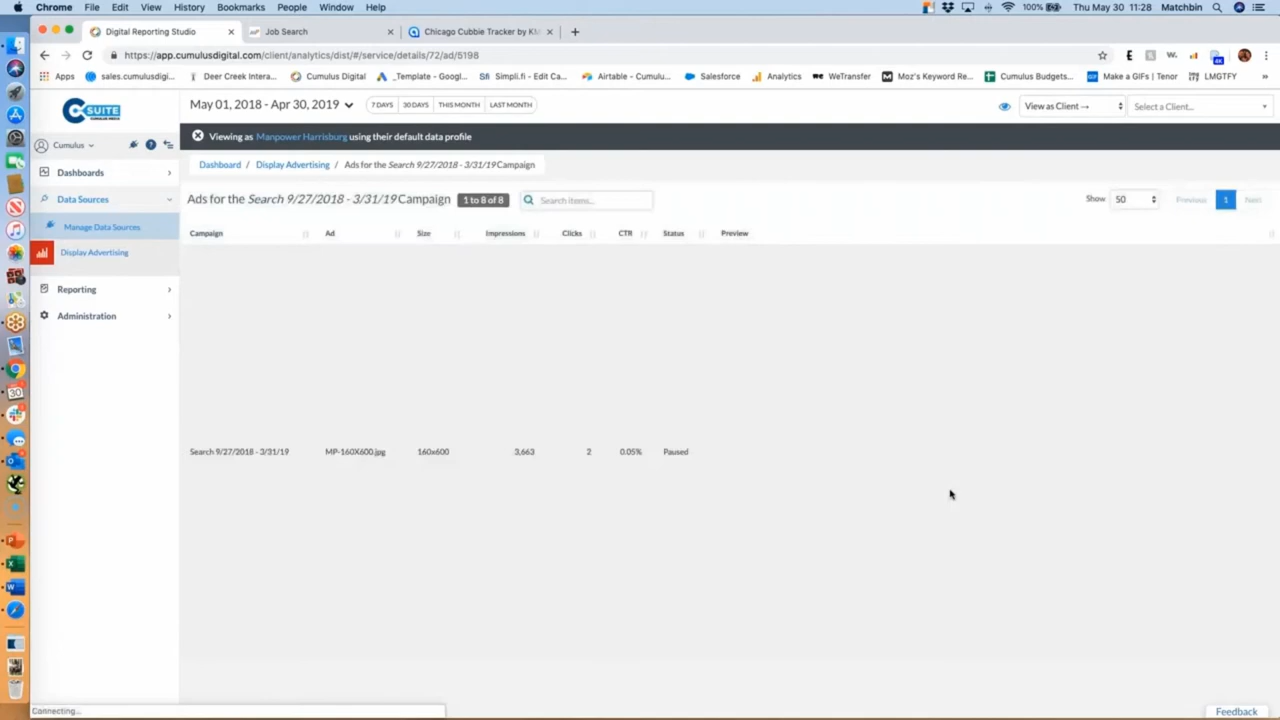 Chrome File Edit View History Bookmarks People Window Help 100% Thu May 30 11:28 Matchbin
Digital Reporting Studio Job Search Chicago Cubbie Tracker by KM
https://app.cumulusdigital.com/client/analytics/dist/#/service/details/72/ad/5198
Apps sales.cumulusdigi... Deer Creek Intera... Cumulus Digital _Template - Googl... Simpli.fi - Edit Ca... Airtable - Cumulu... Salesforce Analytics WeTransfer Moz's Keyword Re... Cumulus Budgets... Make a GIFs | Tenor LMGTFY
C-SUITE
CUMULUS MEDIA
May 01, 2018 - Apr 30, 2019 7 DAYS 30 DAYS THIS MONTH LAST MONTH View as Client → Select a Client...
Cumulus
Viewing as Manpower Harrisburg using their default data profile
Dashboards
Data Sources
Manage Data Sources
Display Advertising
Reporting
Administration
Dashboard / Display Advertising / Ads for the Search 9/27/2018 - 3/31/19 Campaign
Ads for the Search 9/27/2018 - 3/31/19 Campaign 1 to 8 of 8 Search items... Show 50 Previous 1 Next
Campaign Ad Size Impressions Clicks CTR Status Preview
Search 9/27/2018 - 3/31/19 MP-160X600.jpg 160x600 3,663 2 0.05% Paused
Connecting...
Feedback